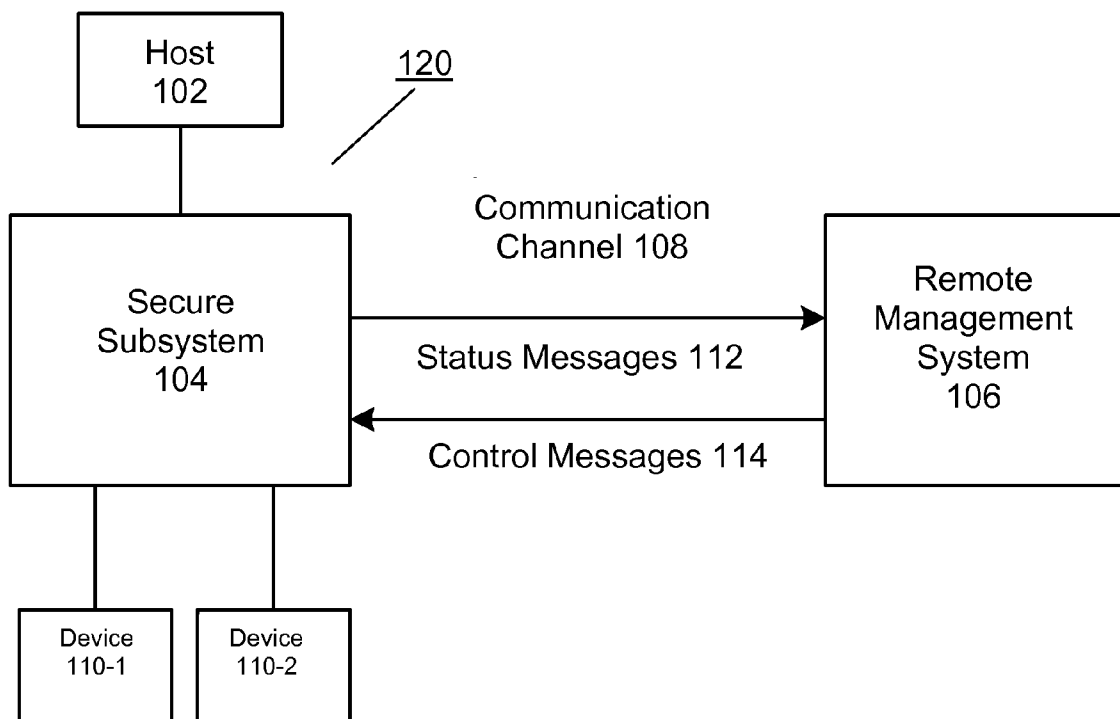 Host
102
120
Communication
Channel 108
Secure
Subsystem
104
Remote
Management
System
106
Status Messages 112
Control Messages 114
Device
110-1
Device
110-2